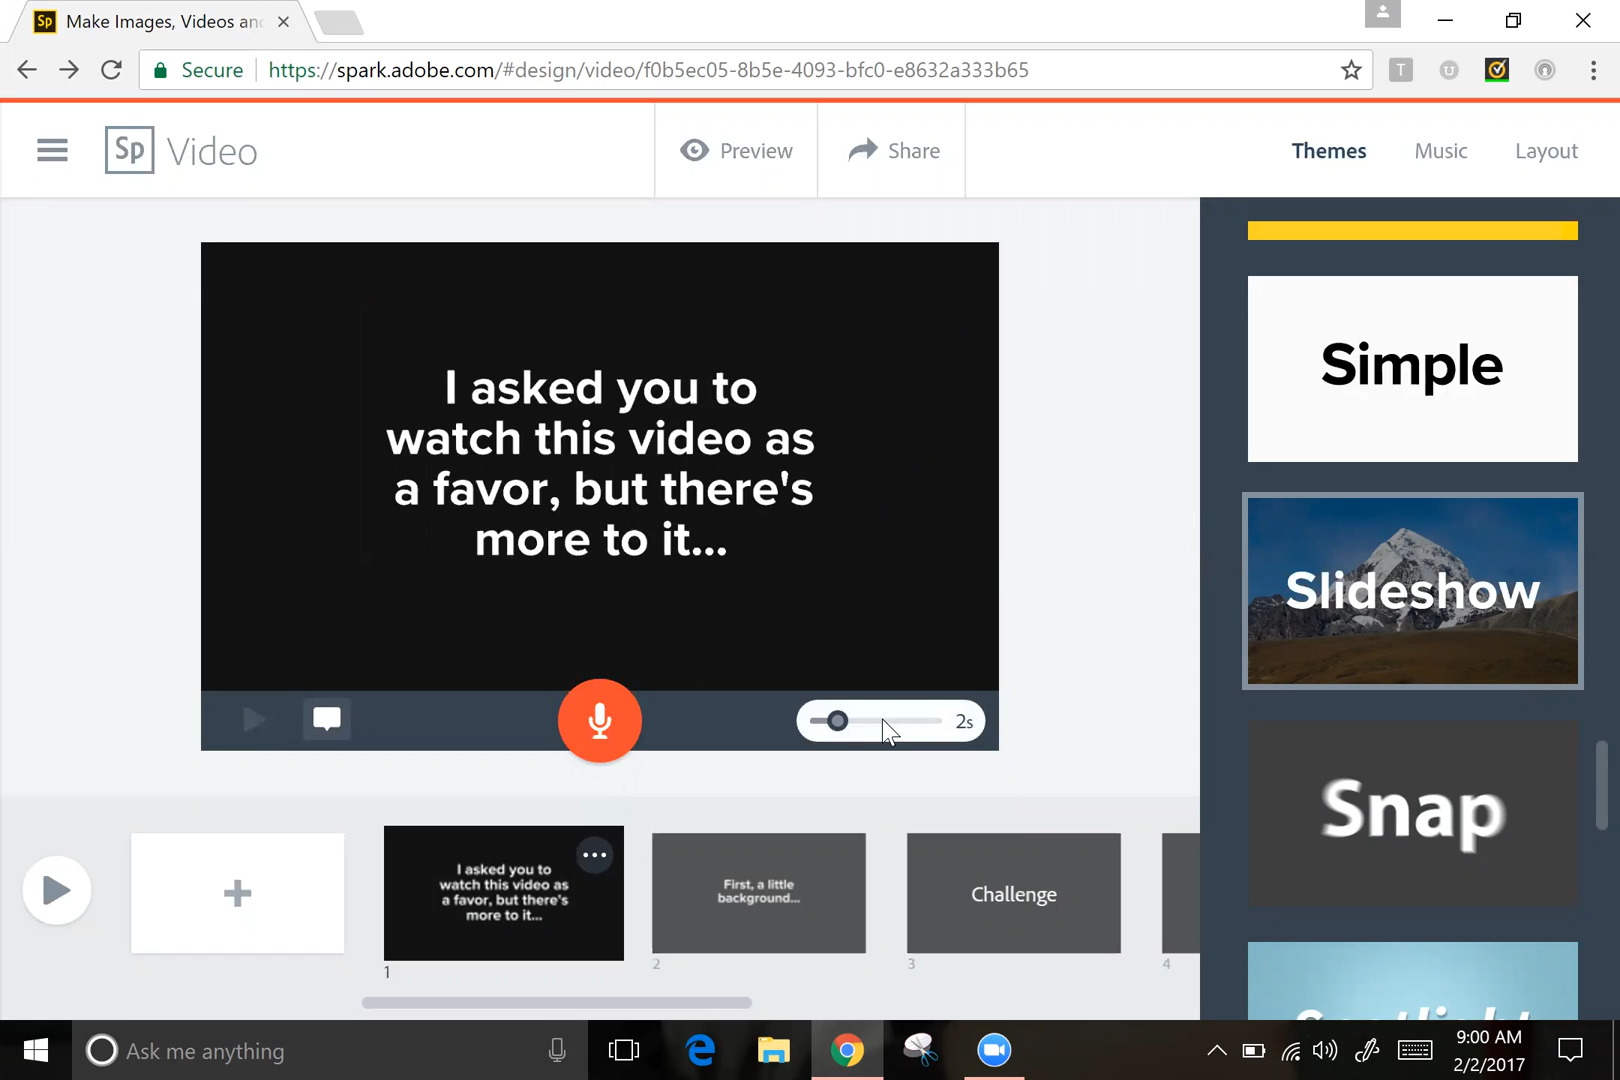 Sp Make Images, Videos an
Secure https://spark.adobe.com/#design/video/f0b5ec05-8b5e-4093-bfc0-e8632a333b65
T U
Sp Video
Preview
Share
Themes
Music
Layout
I asked you to
watch this video as
a favor, but there's
more to it...
2s
Simple
Slideshow
Snap
Spotlight
I asked you to
watch this video as
a favor, but there's
more to it...
First, a little
background...
Challenge
1
2
3
4
Ask me anything
9:00 AM
2/2/2017